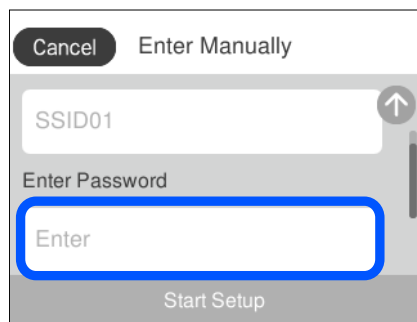 Cancel Enter Manually
SSID01
Enter Password
Enter
Start Setup